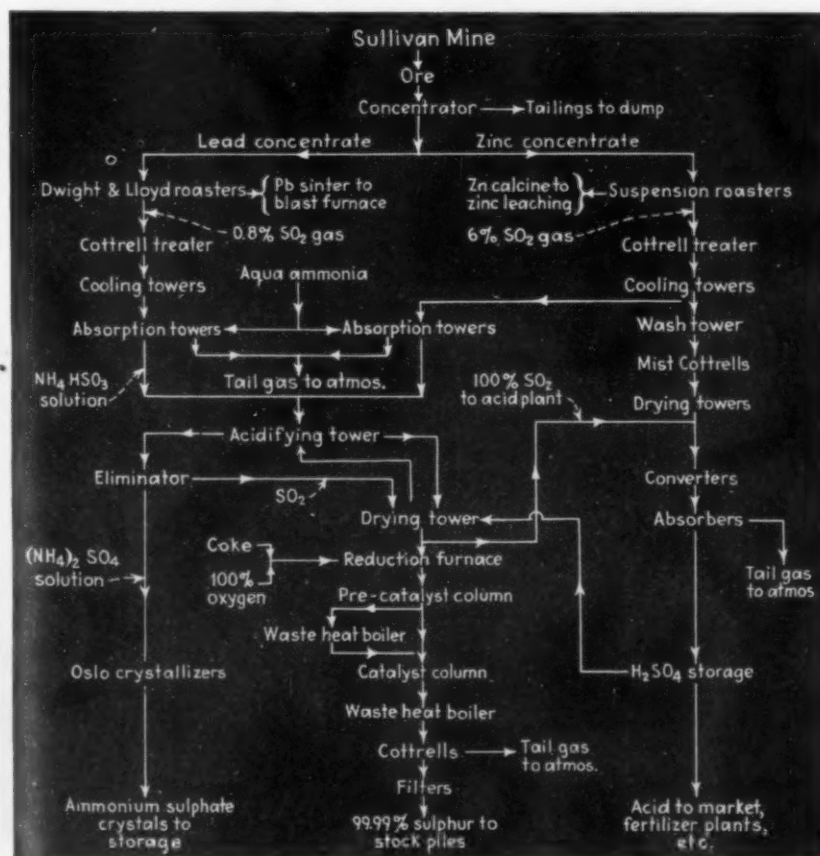 Sullivan Mine
Ore
Concentrator
Tailings to dump
Lead concentrate
Zinc concentrate
Dwight & Lloyd roasters
{Pb sinter to
blast furnace
Zn calcine to}
zinc leaching
Suspension roasters
0.8% SO2 gas
6% SO2 gas
Cottrell treater
Cottrell treater
Aqua ammonia
Cooling towers
Cooling towers
Absorption towers
Absorption towers
Wash tower
NH4 HSO3
solution
Tail gas to atmos.
100% SO2
to acid plant
Mist Cottrells
Drying towers
Acidifying tower
Eliminator
SO2
Converters
Drying tower
Absorbers
(NH4)2 SO4
solution
Coke
100%
oxygen
Reduction furnace
Tail gas
to atmos
Pre-catalyst column
Waste heat boiler
Oslo crystallizers
Catalyst column
H2SO4 storage
Waste heat boiler
Cottrells
Tail gas
to atmos.
Filters
Ammonium sulphate
crystals to
storage
99.99% sulphur to
stock piles
Acid to market,
fertilizer plants,
etc.